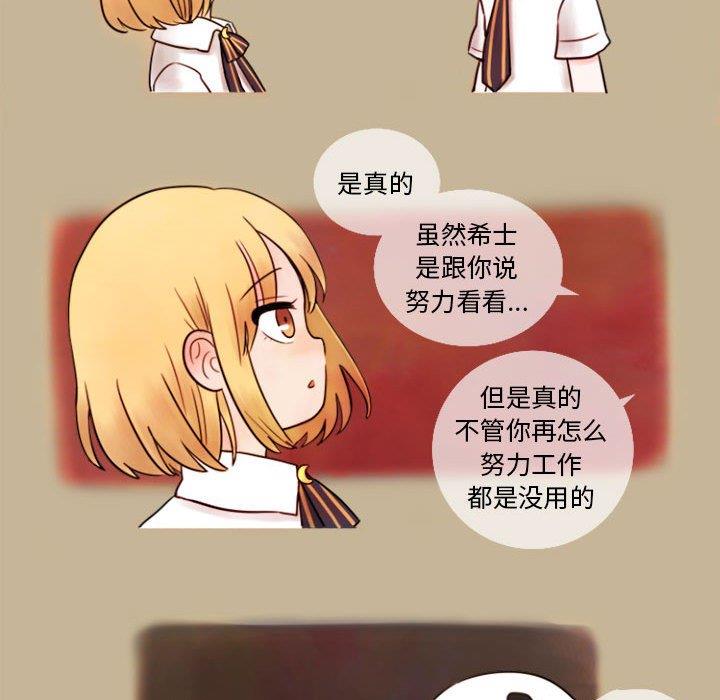 是真的
虽然希士
是跟你说
努力看看...
但是真的
不管你再怎么
努力工作
都是没用的